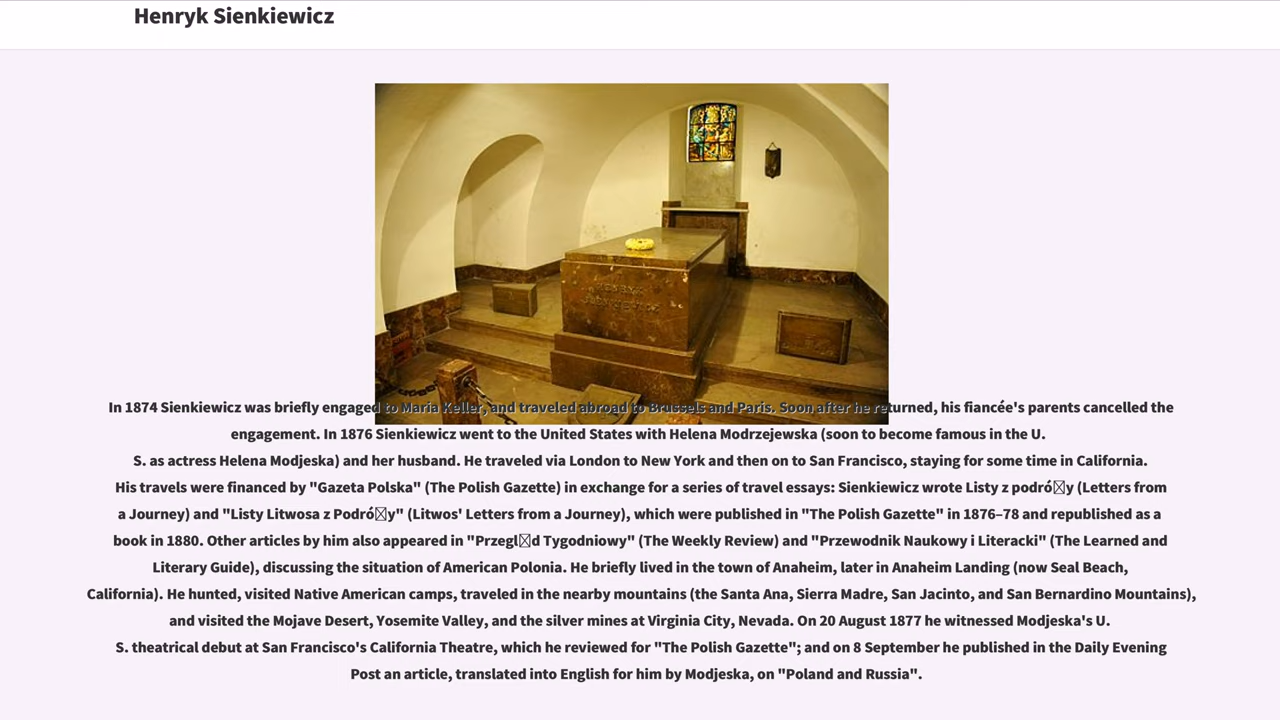 Henryk Sienkiewicz
HENRYK
SIENKIEWICZ
In 1874 Sienkiewicz was briefly engaged to Maria Keller, and traveled abroad to Brussels and Paris. Soon after he returned, his fiancée's parents cancelled the
engagement. In 1876 Sienkiewicz went to the United States with Helena Modrzejewska (soon to become famous in the U.
S. as actress Helena Modjeska) and her husband. He traveled via London to New York and then on to San Francisco, staying for some time in California.
His travels were financed by "Gazeta Polska" (The Polish Gazette) in exchange for a series of travel essays: Sienkiewicz wrote Listy z podró□y (Letters from
a Journey) and "Listy Litwosa z Podró□y" (Litwos' Letters from a Journey), which were published in "The Polish Gazette" in 1876–78 and republished as a
book in 1880. Other articles by him also appeared in "Przegl□d Tygodniowy" (The Weekly Review) and "Przewodnik Naukowy i Literacki" (The Learned and
Literary Guide), discussing the situation of American Polonia. He briefly lived in the town of Anaheim, later in Anaheim Landing (now Seal Beach,
California). He hunted, visited Native American camps, traveled in the nearby mountains (the Santa Ana, Sierra Madre, San Jacinto, and San Bernardino Mountains),
and visited the Mojave Desert, Yosemite Valley, and the silver mines at Virginia City, Nevada. On 20 August 1877 he witnessed Modjeska's U.
S. theatrical debut at San Francisco's California Theatre, which he reviewed for "The Polish Gazette"; and on 8 September he published in the Daily Evening
Post an article, translated into English for him by Modjeska, on "Poland and Russia".